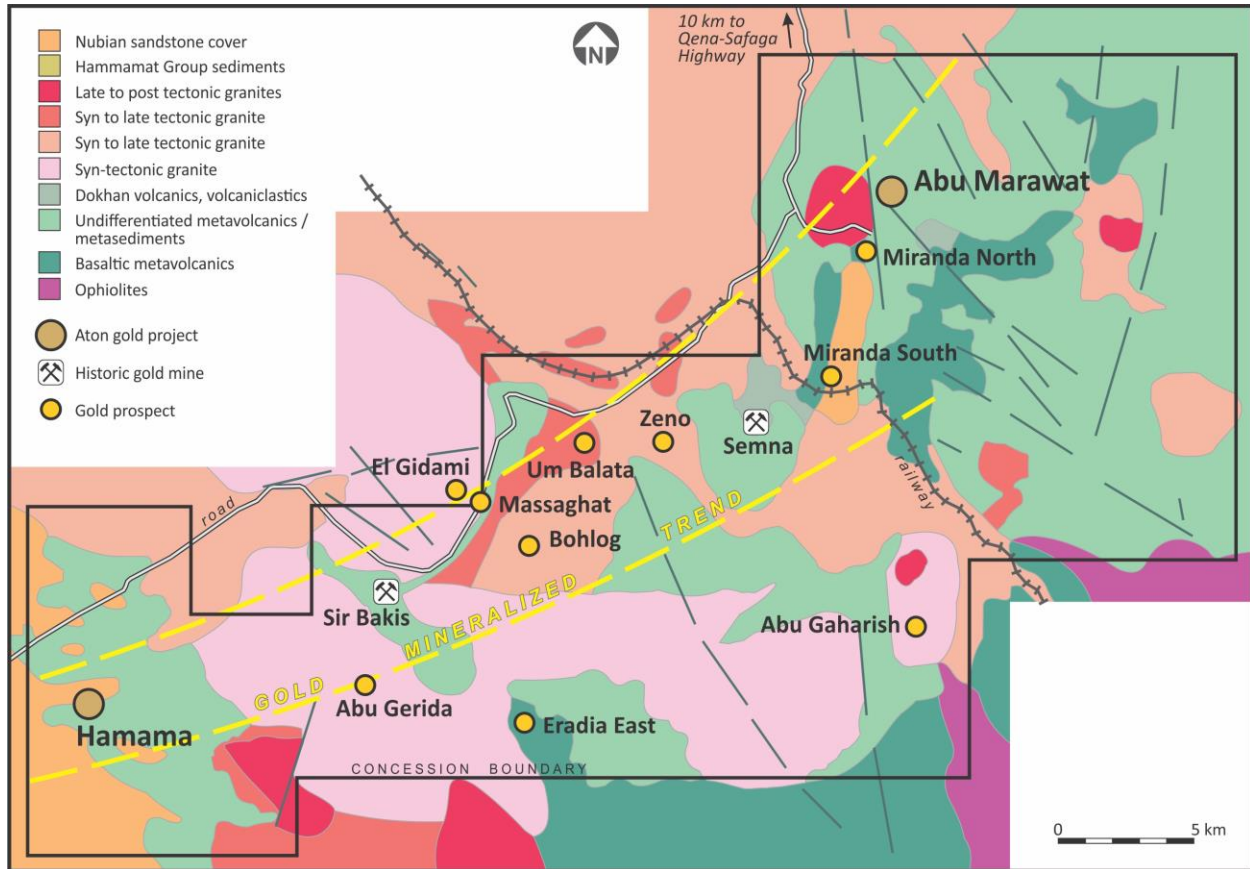 10 km to
Qena-Safaga
Highway
N
Nubian sandstone cover
Hammamat Group sediments
Late to post tectonic granites
Syn to late tectonic granite
Syn to late tectonic granite
Syn-tectonic granite
Dokhan volcanics, volcaniclastics
Undifferentiated metavolcanics /
metasediments
Basaltic metavolcanics
Ophiolites
Aton gold project
Historic gold mine
Gold prospect
Abu Marawat
Miranda North
Miranda South
Zeno
Semna
Um Balata
El Gidami
Massaghat
Bohlog
road
railway
GOLD MINERALIZED TREND
Sir Bakis
Abu Gaharish
Abu Gerida
Hamama
Eradia East
CONCESSION BOUNDARY
0 5 km